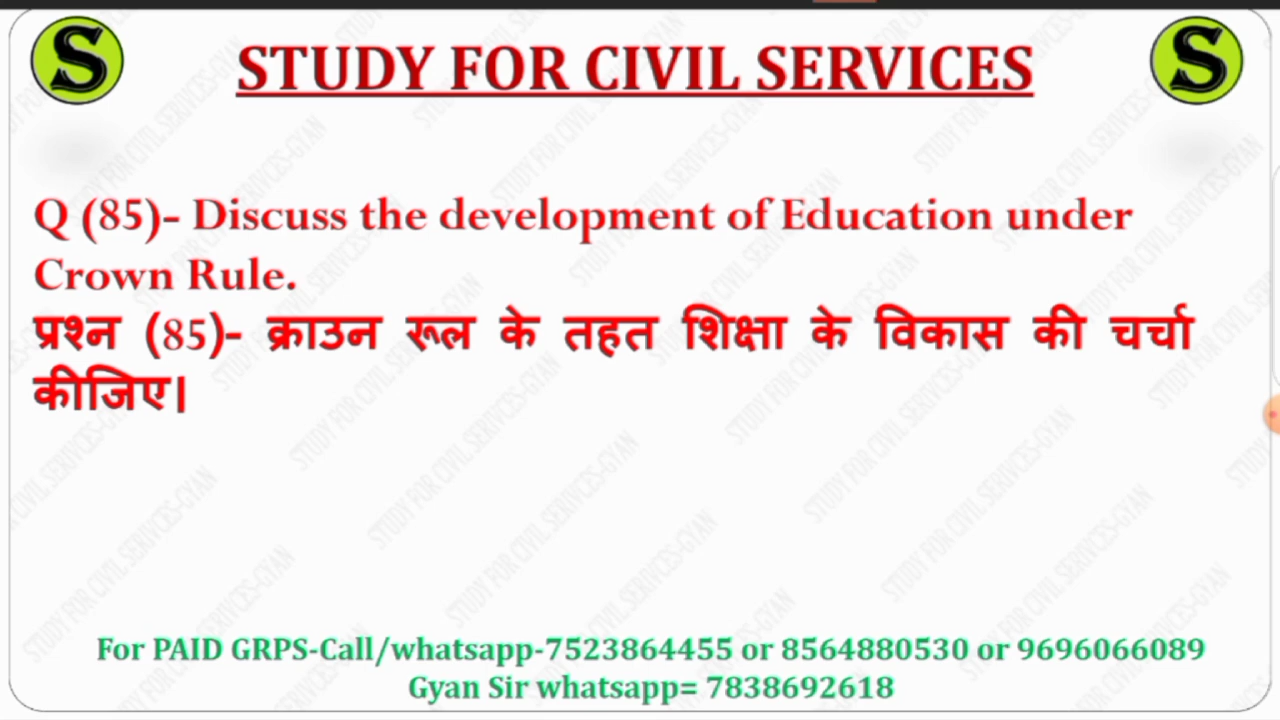 S STUDY FOR CIVIL SERVICES S
Q (85)- Discuss the development of Education under
Crown Rule.
प्रश्न (85)- क्राउन रूल के तहत शिक्षा के विकास की चर्चा
कीजिए।
For PAID GRPS-Call/whatsapp-7523864455 or 8564880530 or 9696066089
Gyan Sir whatsapp= 7838692618